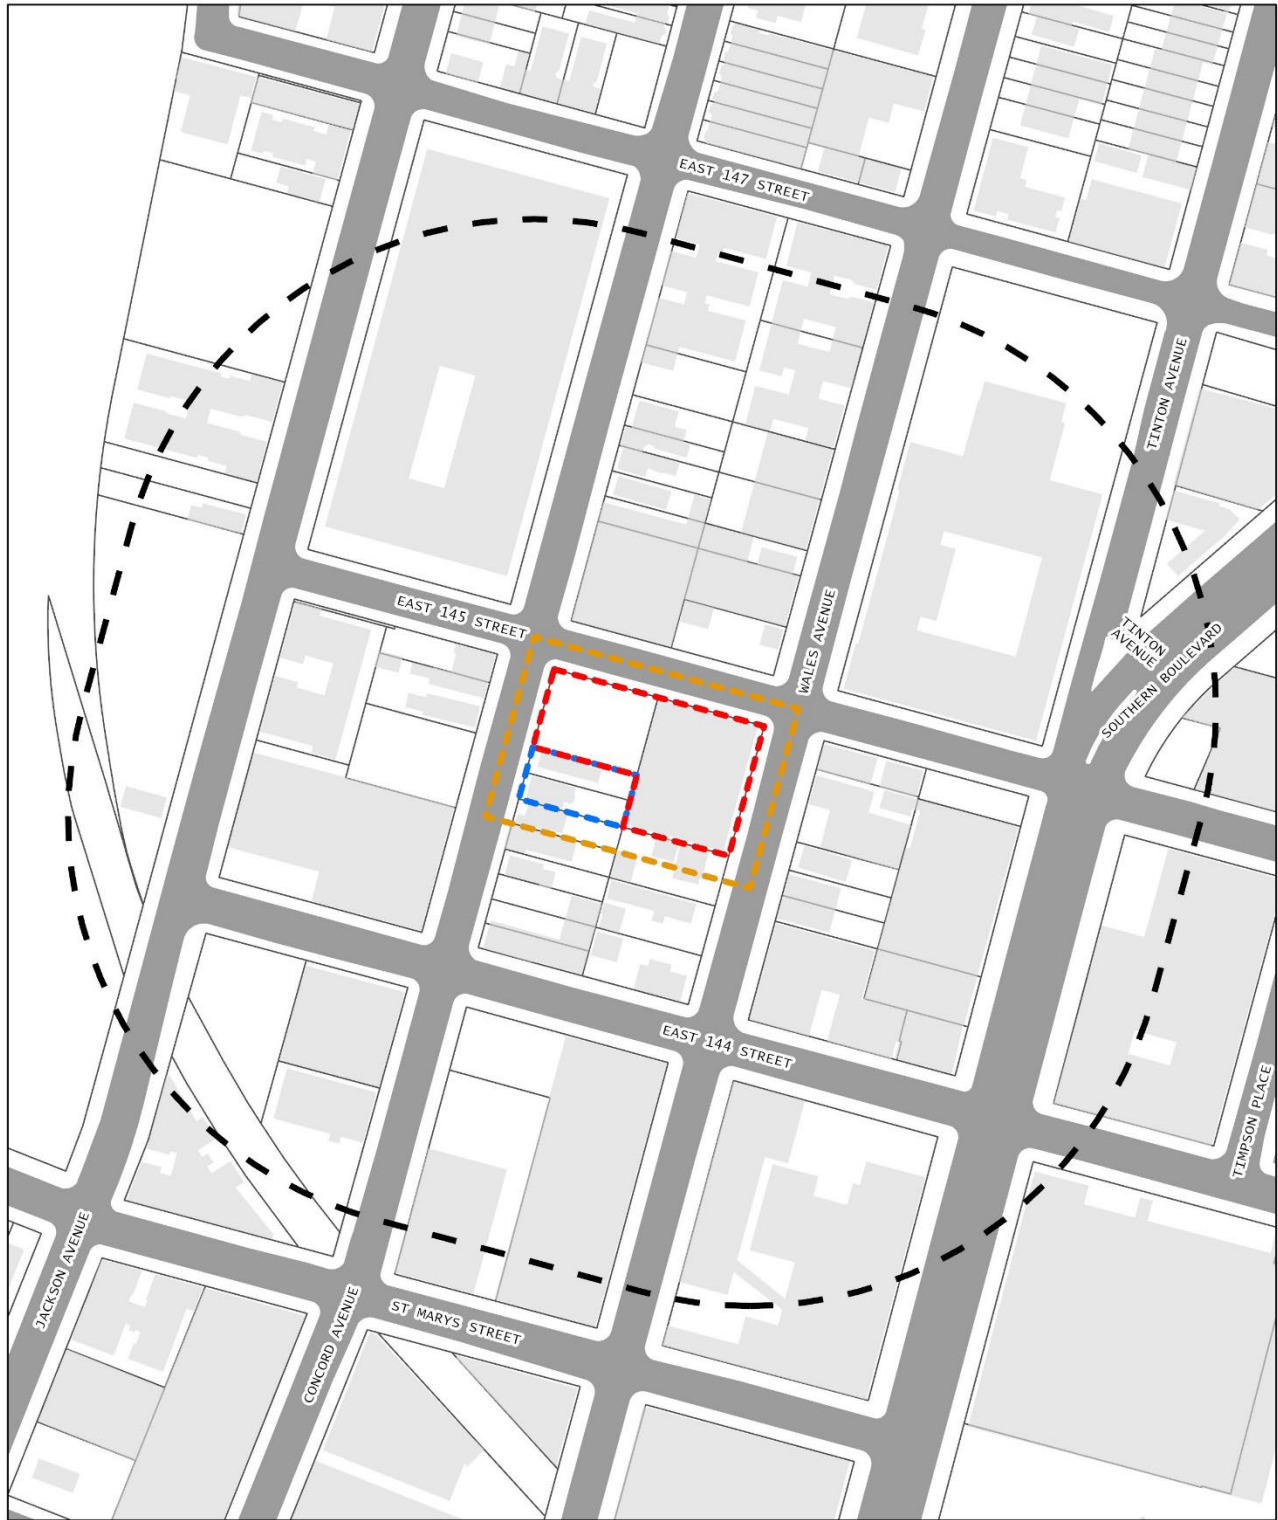 EAST 147 STREET
TINTON AVENUE
EAST 145 STREET
WALES AVENUE
TINTON
AVENUE
SOUTHERN BOULEVARD
EAST 144 STREET
TIMPSON PLACE
JACKSON AVENUE
CONCORD AVENUE
ST MARYS STREET